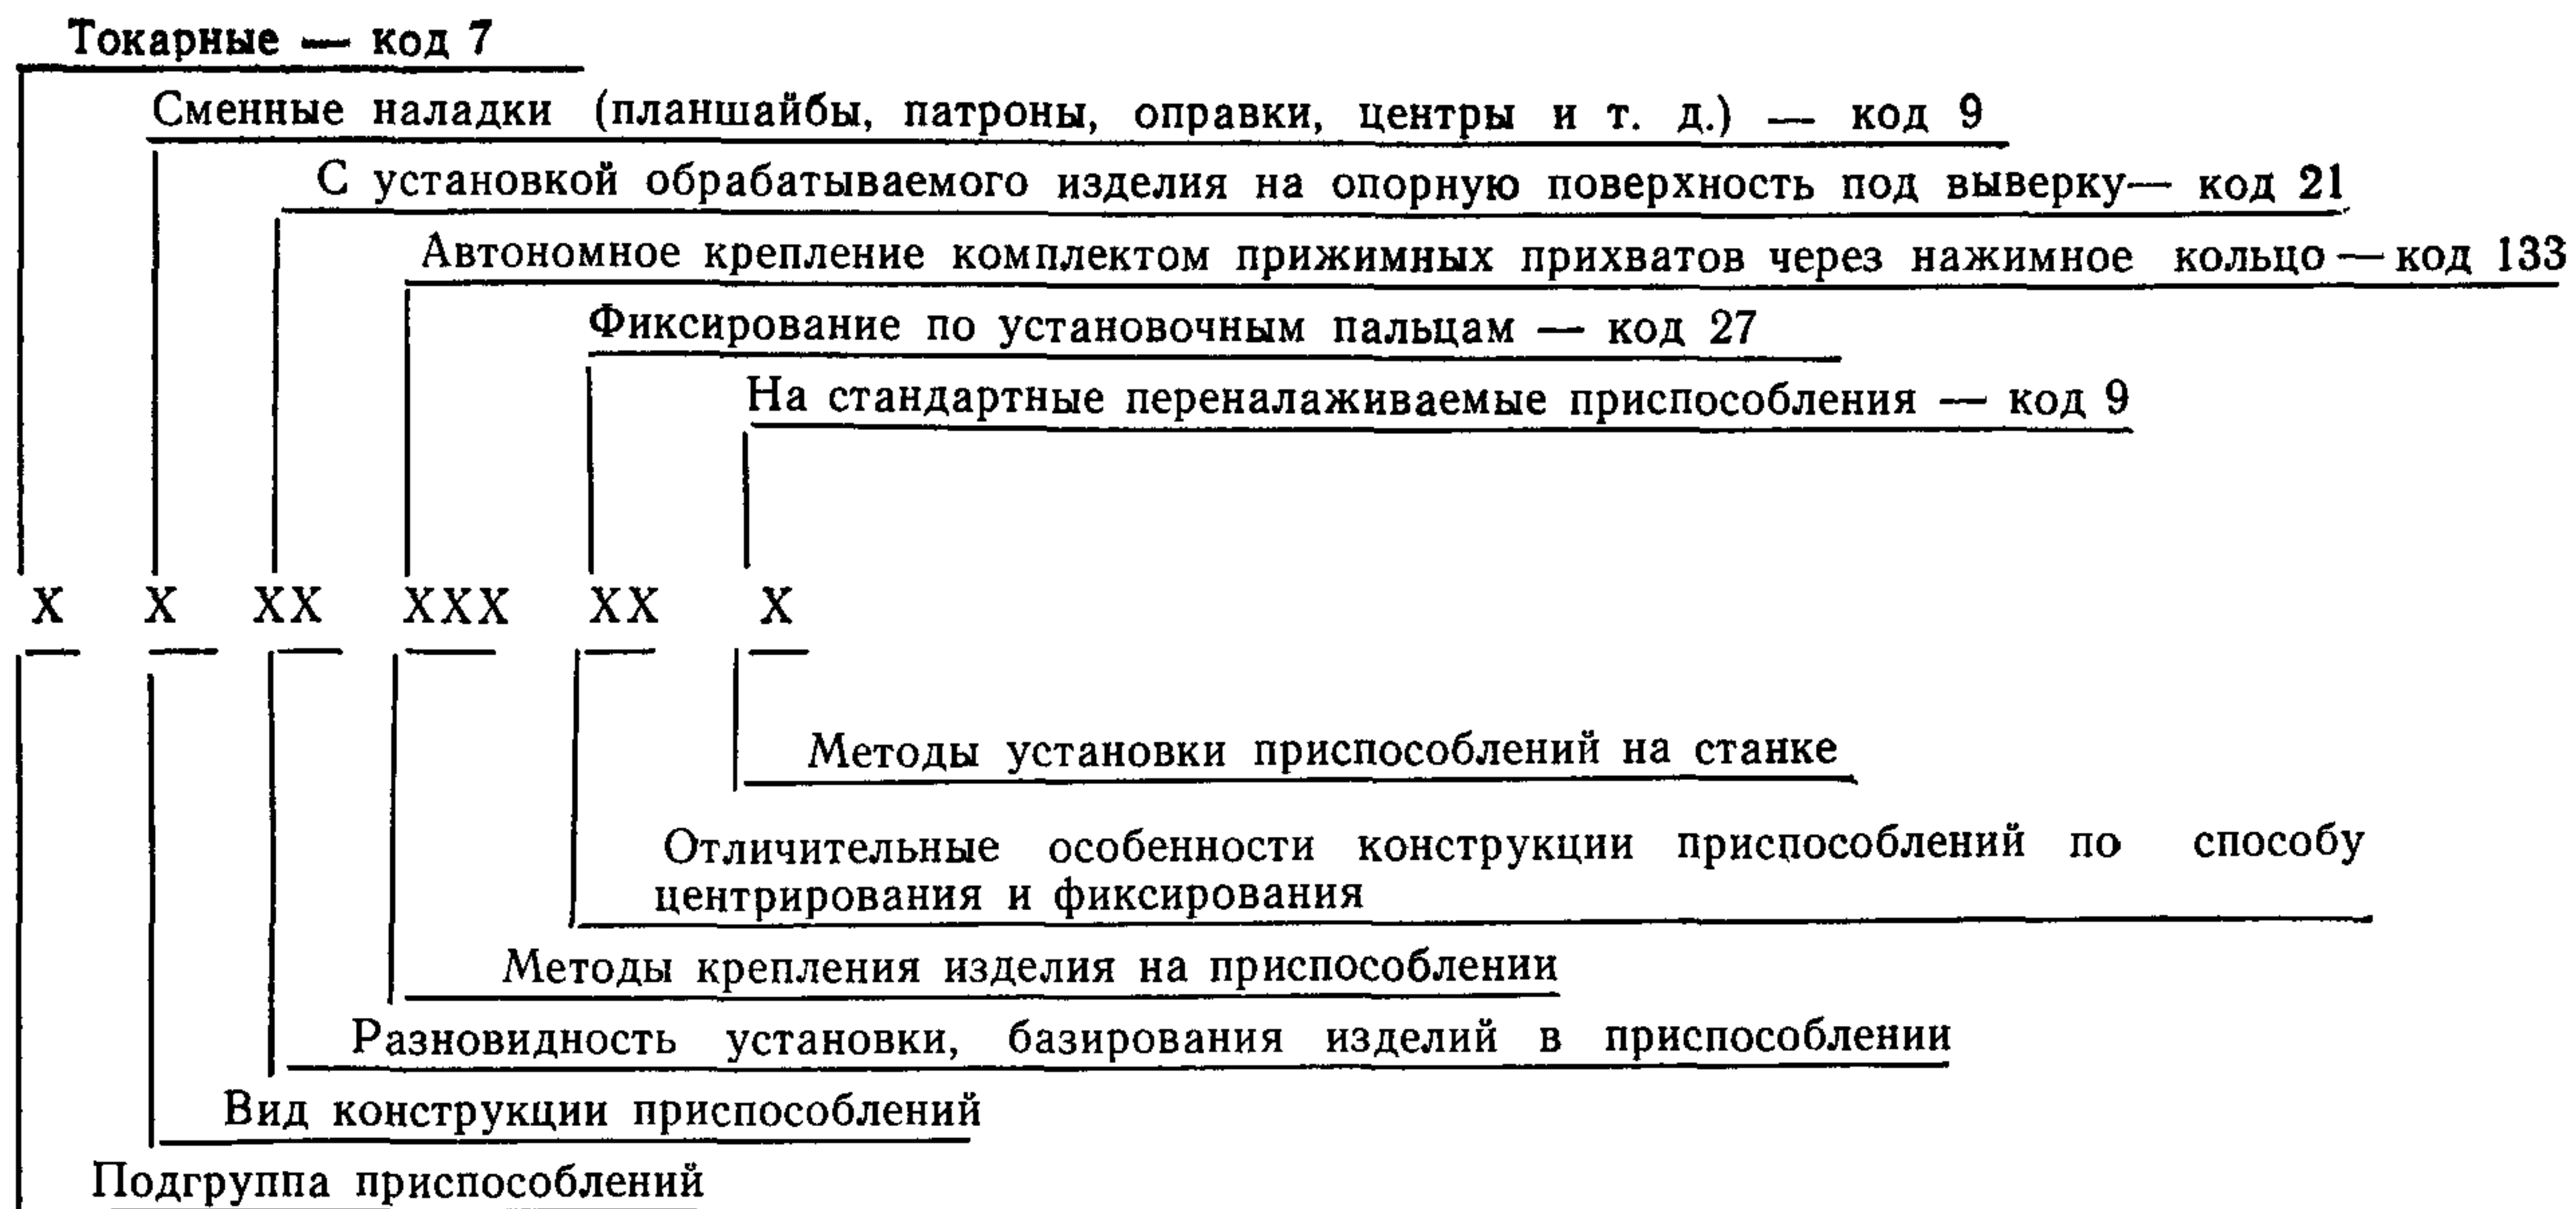 Токарные — код 7
Сменные наладки (планшайбы, патроны, оправки, центры и т. д.) — код 9
С установкой обрабатываемого изделия на опорную поверхность под выверку— код 21
Автономное крепление комплектом прижимных прихватов через нажимное кольцо — код 133
Фиксирование по установочным пальцам — код 27
На стандартные переналаживаемые приспособления — код 9
X X XX XXX XX X
Методы установки приспособлений на станке
Отличительные особенности конструкции приспособлений по способу
центрирования и фиксирования
Методы крепления изделия на приспособлении
Разновидность установки, базирования изделий в приспособлении
Вид конструкции приспособлений
Подгруппа приспособлений